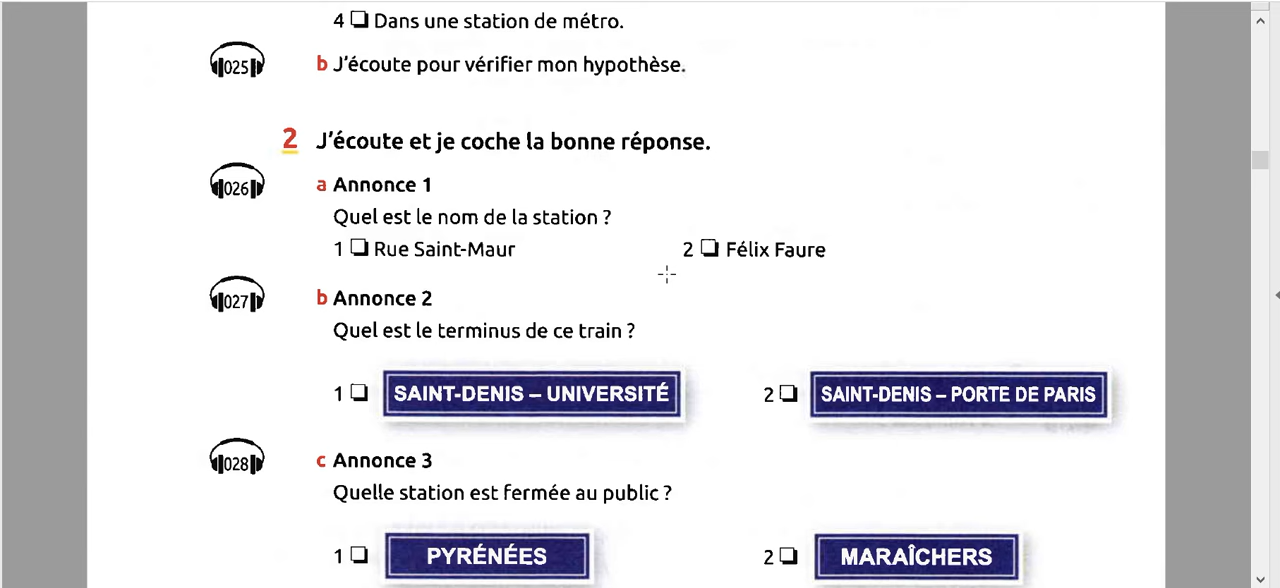 4 ❏ Dans une station de métro.
025 b J'écoute pour vérifier mon hypothèse.
2 J'écoute et je coche la bonne réponse.
026 a Annonce 1
Quel est le nom de la station ?
1 ❏ Rue Saint-Maur 2 ❏ Félix Faure
027 b Annonce 2
Quel est le terminus de ce train ?
1 ❏ SAINT-DENIS – UNIVERSITÉ 2 ❏ SAINT-DENIS – PORTE DE PARIS
028 c Annonce 3
Quelle station est fermée au public ?
1 ❏ PYRÉNÉES 2 ❏ MARAÎCHERS